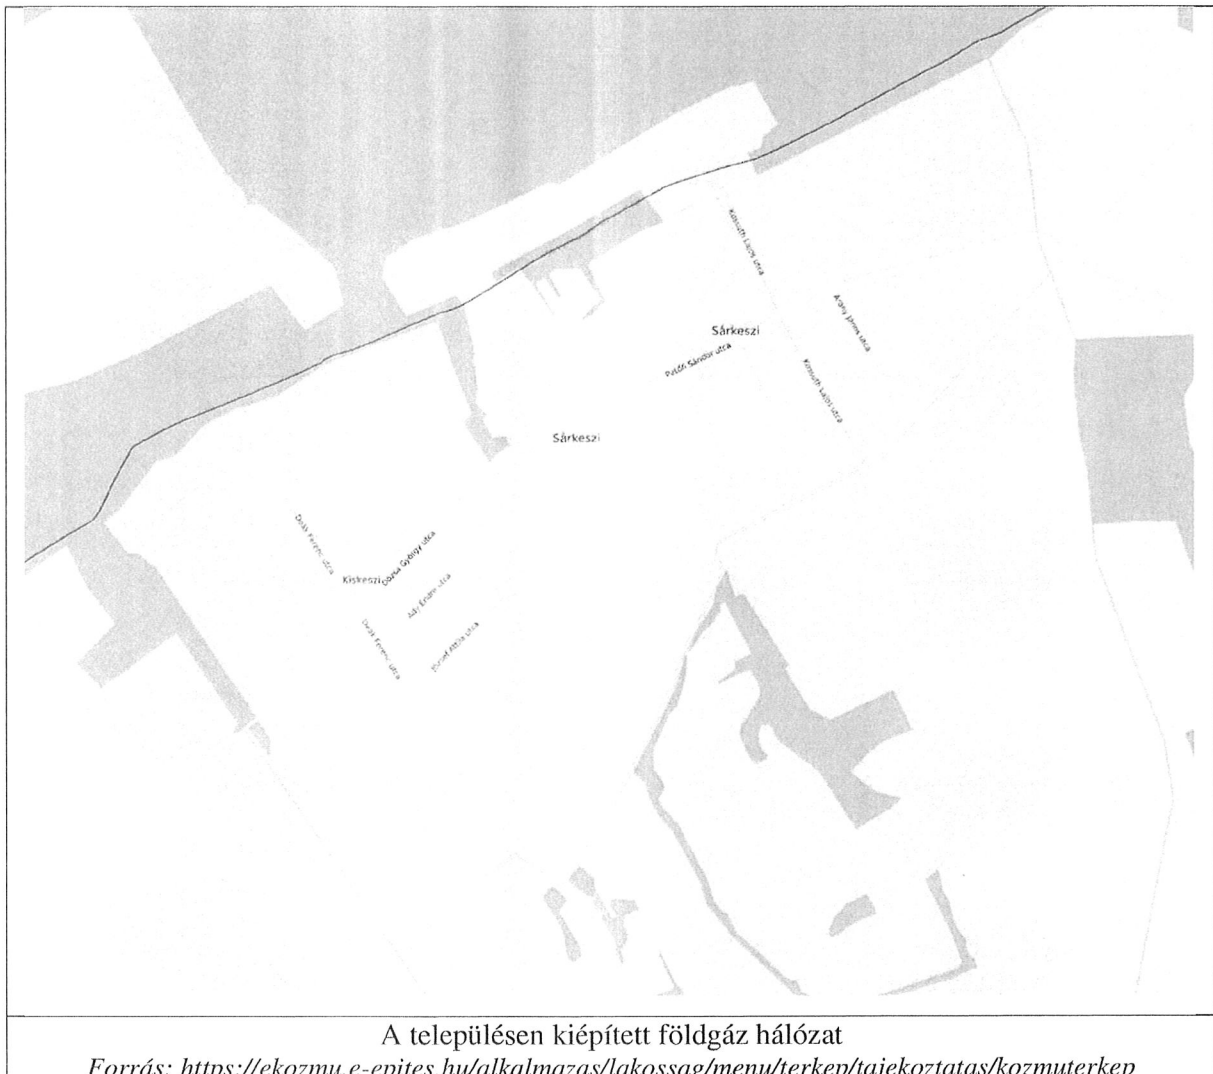 Kossuth Lajos utca
Arany János utca
Sárkeszi
Petőfi Sándor utca
Kossuth Lajos utca
Sárkeszi
Deák Ferenc utca
Dózsa György utca
Kiskeszi
Ady Endre utca
Deák Ferenc utca
József Attila utca
A településen kiépített földgáz hálózat
Forrás: https://ekozmu.e-epites.hu/alkalmazas/lakossag/menu/terkep/tajekoztatas/kozmuterkep